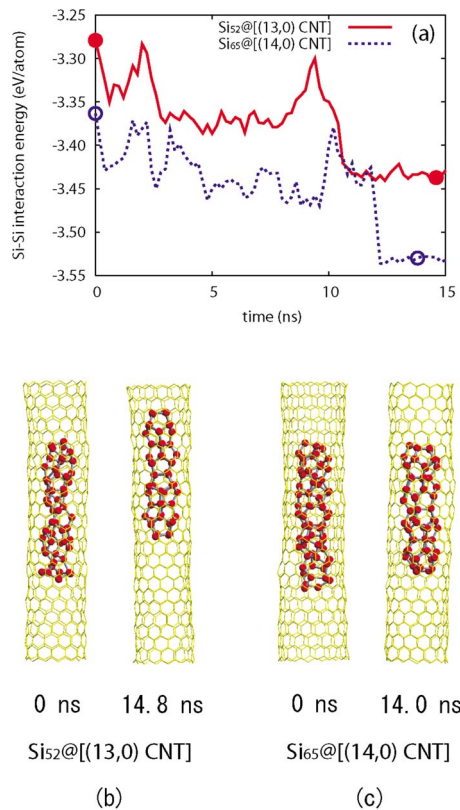 -3.25
-3.30
-3.35
-3.40
-3.45
-3.50
-3.55
Si-Si interaction energy (eV/atom)
Si52@[(13,0) CNT]
Si65@[(14,0) CNT]
(a)
0
5
10
15
time (ns)
0 ns
14.8 ns
0 ns
14.0 ns
Si52@[(13,0) CNT]
Si65@[(14,0) CNT]
(b)
(c)